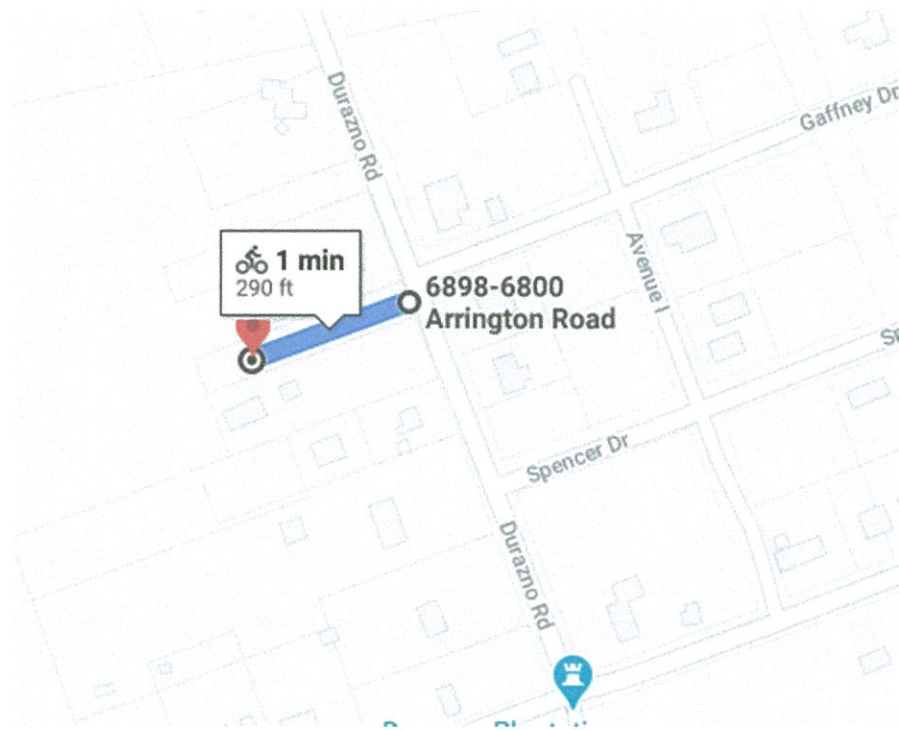 Durazno Rd
Gaffney Dr
1 min
290 ft
6898-6800
Arrington Road
Avenue I
Spencer Dr
Durazno Rd